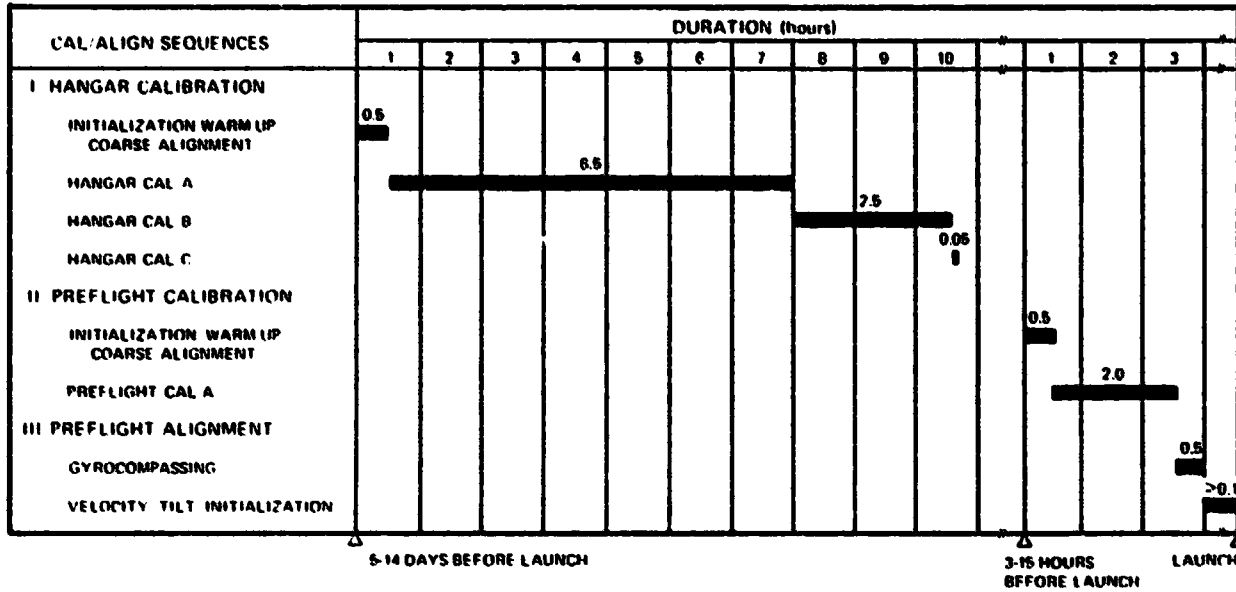 CAL/ALIGN SEQUENCES
DURATION (hours)
1 2 3 4 5 6 7 8 9 10 1 2 3
I HANGAR CALIBRATION
0.5
INITIALIZATION WARM UP
COARSE ALIGNMENT
6.5
HANGAR CAL A
HANGAR CAL B
2.5
0.05
HANGAR CAL C
II PREFLIGHT CALIBRATION
0.5
INITIALIZATION WARM UP
COARSE ALIGNMENT
2.0
PREFLIGHT CAL A
III PREFLIGHT ALIGNMENT
0.5
GYROCOMPASSING
>0.1
VELOCITY TILT INITIALIZATION
5-14 DAYS BEFORE LAUNCH
3-15 HOURS
BEFORE LAUNCH
LAUNCH